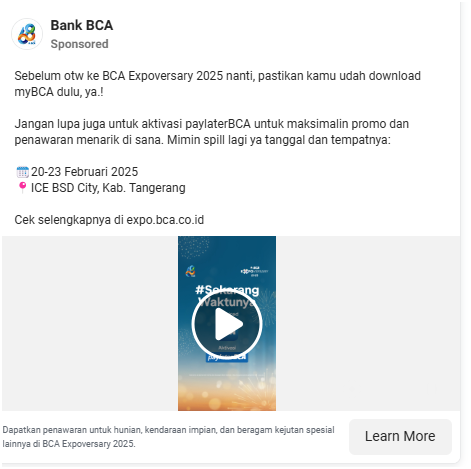 Bank BCA
Sponsored
Sebelum otw ke BCA Expoversary 2025 nanti, pastikan kamu udah download
myBCA dulu, ya.!
Jangan lupa juga untuk aktivasi paylaterBCA untuk maksimalin promo dan
penawaran menarik di sana. Mimin spill lagi ya tanggal dan tempatnya:
20-23 Februari 2025
ICE BSD City, Kab. Tangerang
Cek selengkapnya di expo.bca.co.id
#Sekarang
Waktunya
Dapatkan penawaran untuk hunian, kendaraan impian, dan beragam kejutan spesial
lainnya di BCA Expoversary 2025.
Learn More